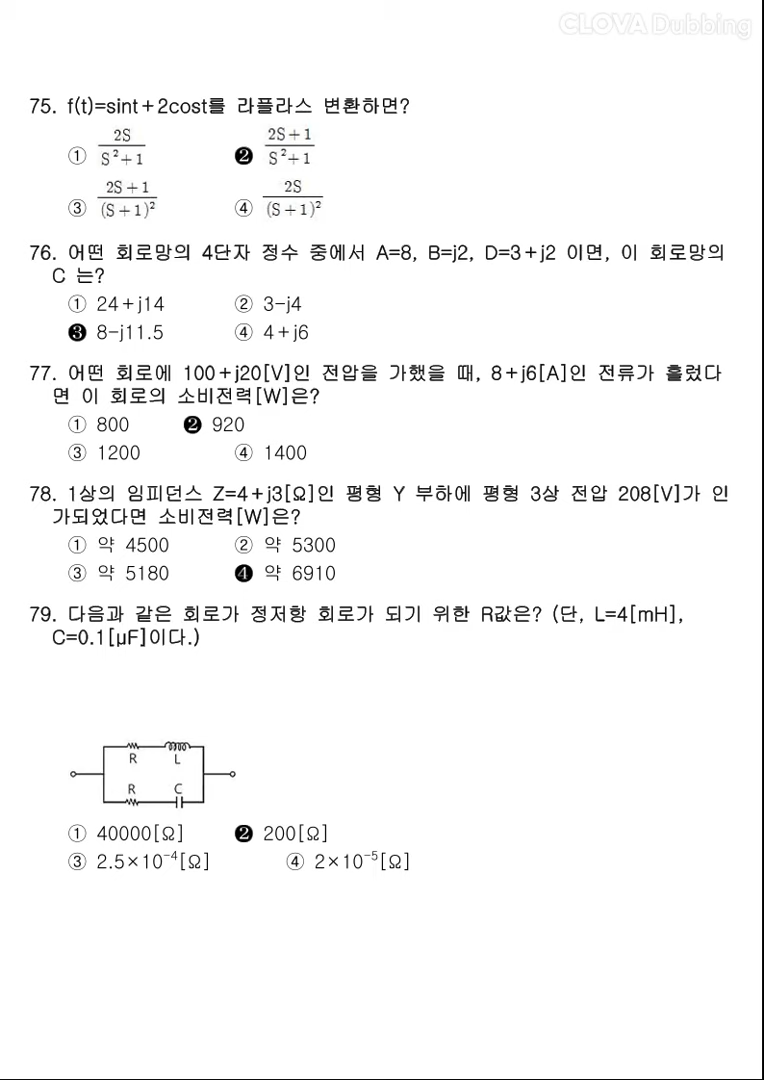 CLOVA Dubbing
75. f(t)=sint+2cost를 라플라스 변환하면?
① 2S/(S²+1) ❷ (2S+1)/(S²+1)
③ (2S+1)/(S+1)² ④ 2S/(S+1)²
76. 어떤 회로망의 4단자 정수 중에서 A=8, B=j2, D=3+j2 이면, 이 회로망의
C 는?
① 24+j14 ② 3-j4
❸ 8-j11.5 ④ 4+j6
77. 어떤 회로에 100+j20[V]인 전압을 가했을 때, 8+j6[A]인 전류가 흘렀다
면 이 회로의 소비전력[W]은?
① 800 ❷ 920
③ 1200 ④ 1400
78. 1상의 임피던스 Z=4+j3[Ω]인 평형 Y 부하에 평형 3상 전압 208[V]가 인
가되었다면 소비전력[W]은?
① 약 4500 ② 약 5300
③ 약 5180 ❹ 약 6910
79. 다음과 같은 회로가 정저항 회로가 되기 위한 R값은? (단, L=4[mH],
C=0.1[μF]이다.)
R L
R C
① 40000[Ω] ❷ 200[Ω]
③ 2.5×10⁻⁴[Ω] ④ 2×10⁻⁵[Ω]